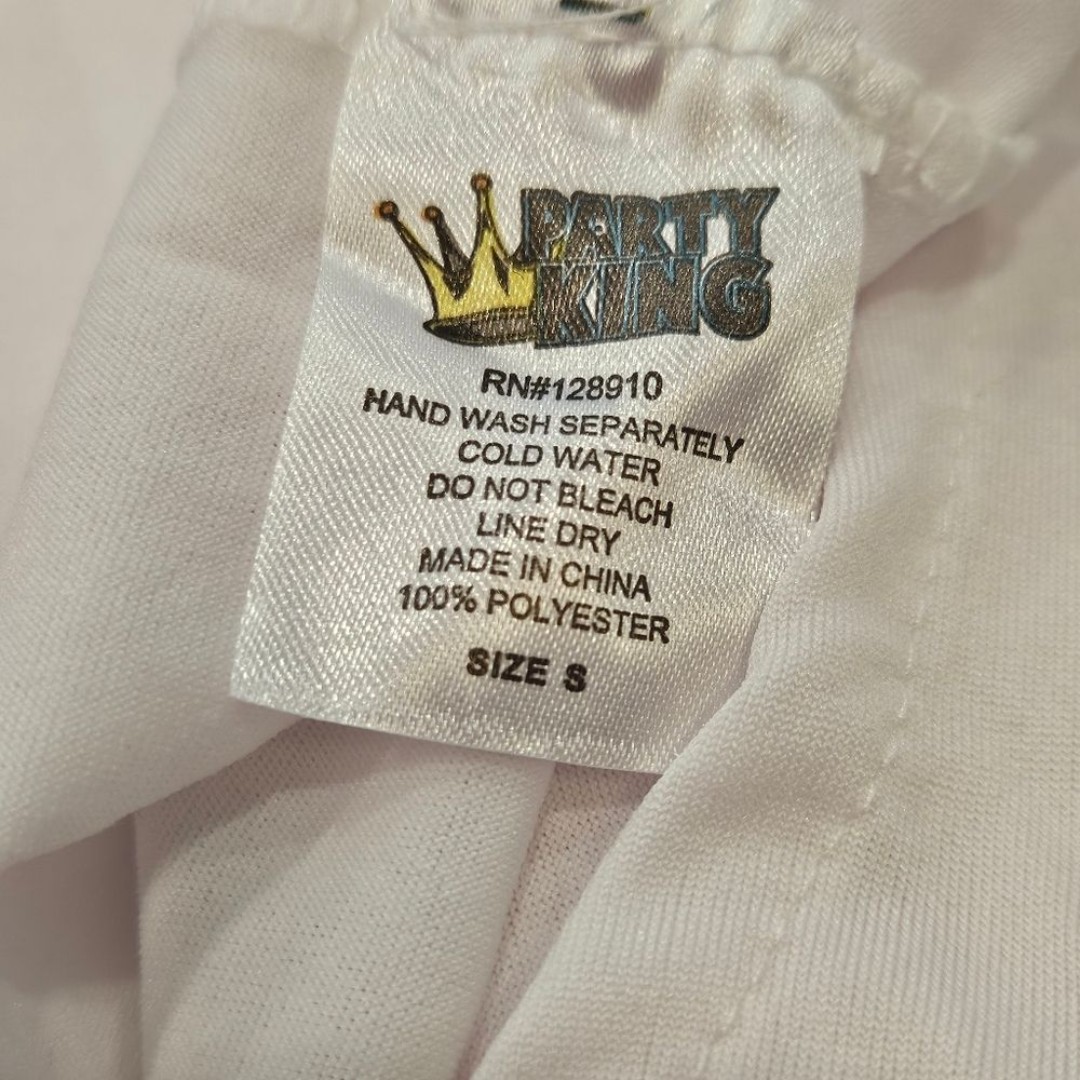 PARTY
KING
RN#128910
HAND WASH SEPARATELY
COLD WATER
DO NOT BLEACH
LINE DRY
MADE IN CHINA
100% POLYESTER
SIZE S